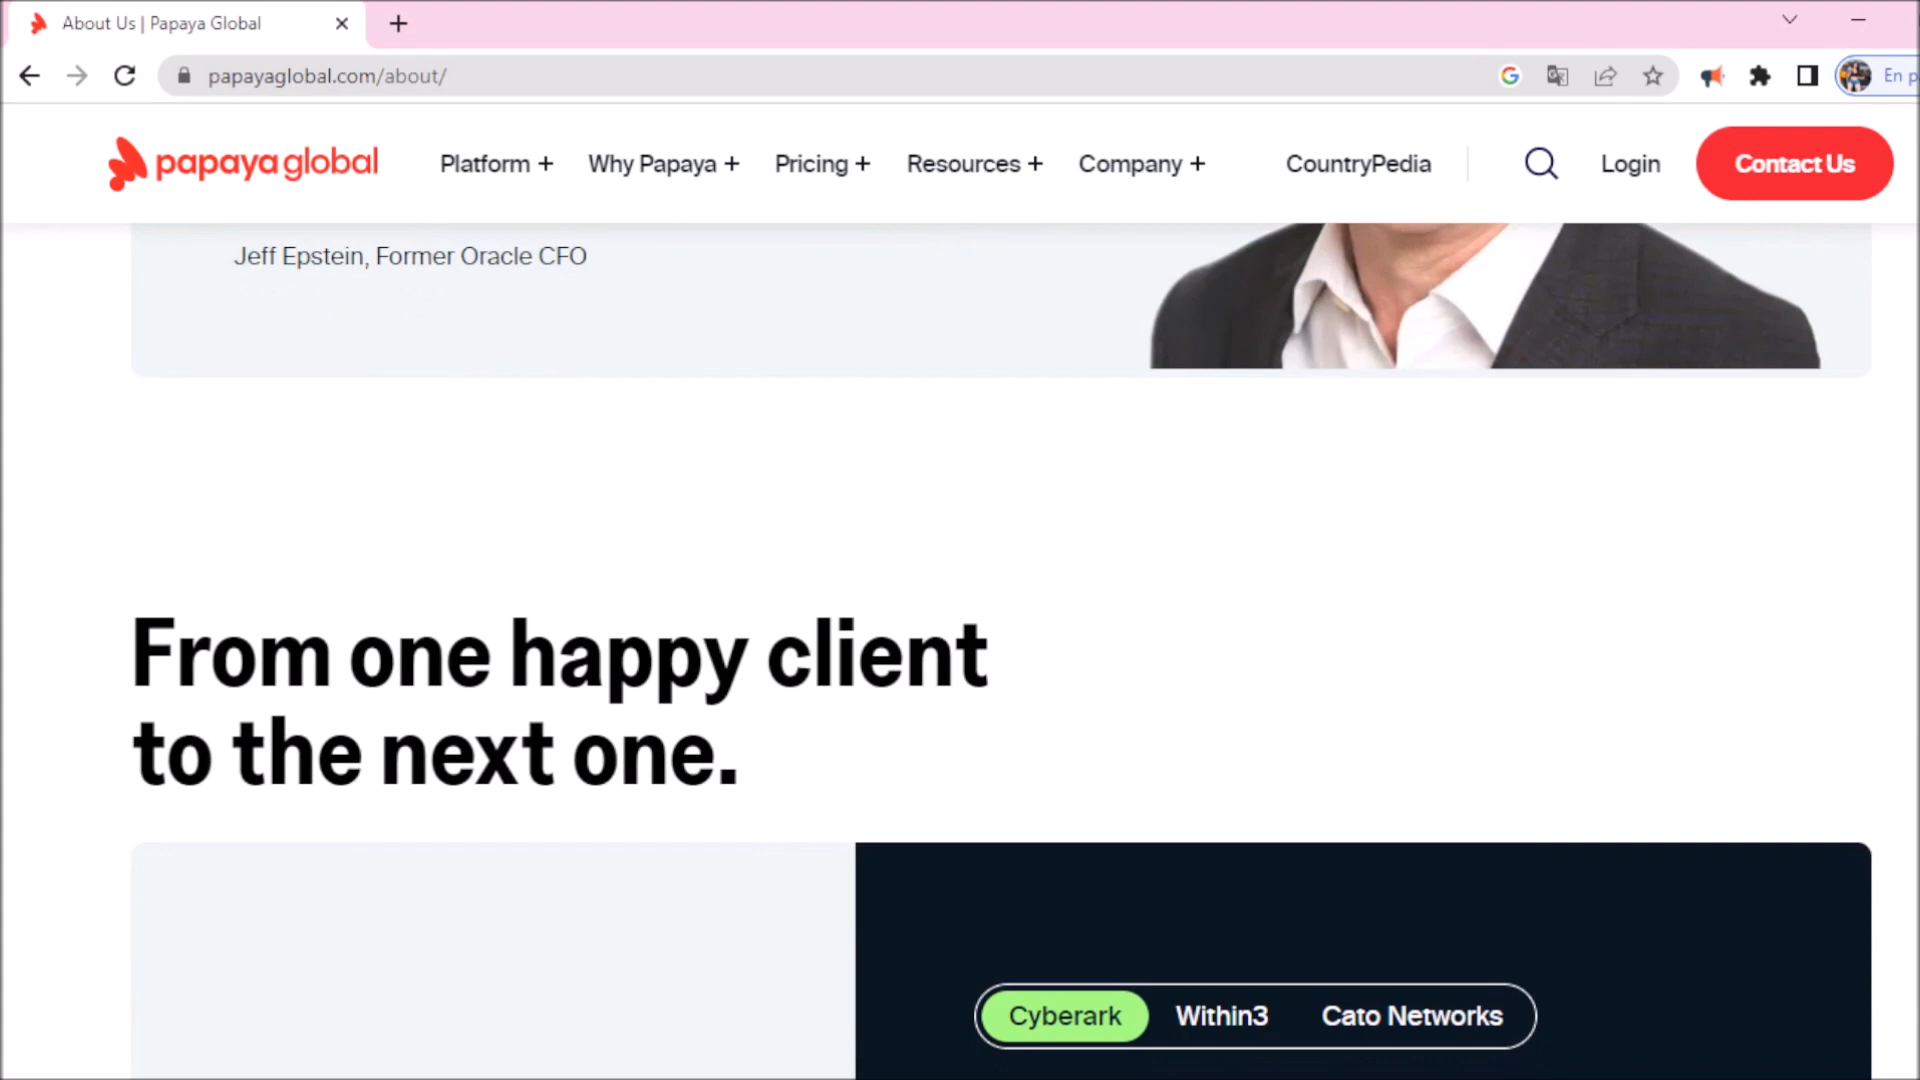 About Us | Papaya Global
papayaglobal.com/about/
En p
papaya global
Platform +
Why Papaya +
Pricing +
Resources +
Company +
CountryPedia
Login
Contact Us
Jeff Epstein, Former Oracle CFO
From one happy client
to the next one.
Cyberark
Within3
Cato Networks